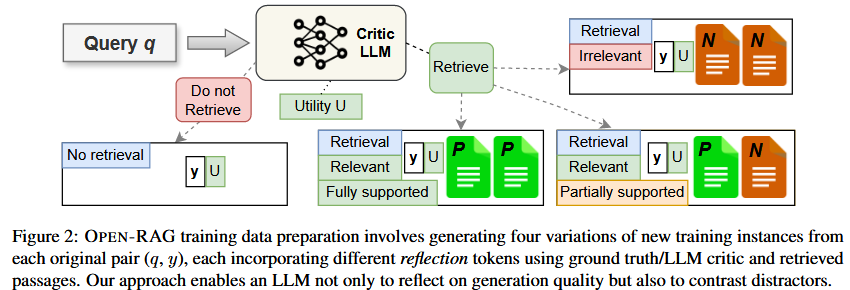 Query q
Critic
LLM
Do not
Retrieve
Utility U
Retrieve
Retrieval
Irrelevant
y U
N N
No retrieval
y U
Retrieval
Relevant
Fully supported
y U
P P
Retrieval
Relevant
Partially supported
y U
P N
Figure 2: OPEN-RAG training data preparation involves generating four variations of new training instances from
each original pair (q, y), each incorporating different reflection tokens using ground truth/LLM critic and retrieved
passages. Our approach enables an LLM not only to reflect on generation quality but also to contrast distractors.